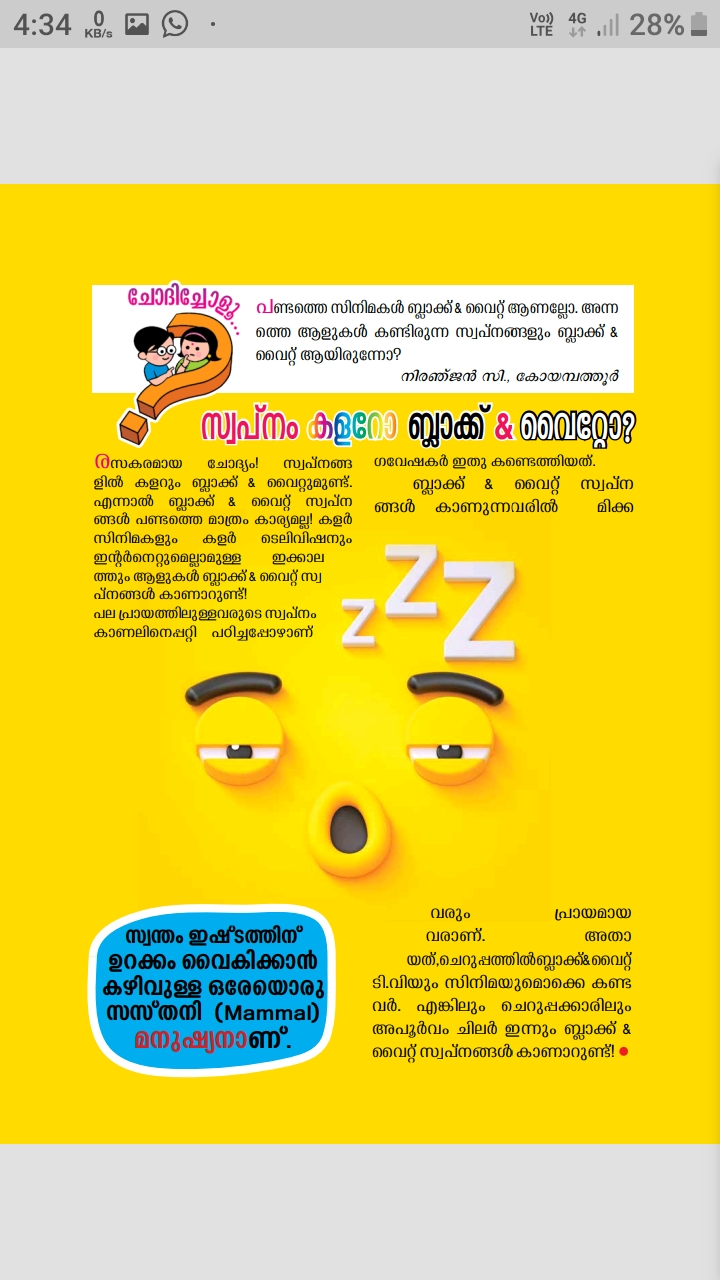 4:34 0 KB/s Vo)) LTE 4G 28%
ചോദിച്ചോളൂ...
പണ്ടത്തെ സിനിമകൾ ബ്ലാക്ക് & വൈറ്റ് ആണല്ലോ. അന്ന
ത്തെ ആളുകൾ കണ്ടിരുന്ന സ്വപ്നങ്ങളും ബ്ലാക്ക് &
വൈറ്റ് ആയിരുന്നോ?
നിരഞ്ജൻ സി., കോയമ്പത്തൂർ
സ്വപ്നം കളറോ ബ്ലാക്ക് & വൈറ്റോ?
രസകരമായ ചോദ്യം! സ്വപ്നങ്ങ
ളിൽ കളറും ബ്ലാക്ക് & വൈറ്റുമുണ്ട്.
എന്നാൽ ബ്ലാക്ക് & വൈറ്റ് സ്വപ്ന
ങ്ങൾ പണ്ടത്തെ മാത്രം കാര്യമല്ല! കളർ
സിനിമകളും കളർ ടെലിവിഷനും
ഇന്റർനെറ്റുമെല്ലാമുള്ള ഇക്കാല
ത്തും ആളുകൾ ബ്ലാക്ക് & വൈറ്റ് സ്വ
പ്നങ്ങൾ കാണാറുണ്ട്!
പല പ്രായത്തിലുള്ളവരുടെ സ്വപ്നം
കാണലിനെപ്പറ്റി പഠിച്ചപ്പോഴാണ്
ഗവേഷകർ ഇതു കണ്ടെത്തിയത്.
ബ്ലാക്ക് & വൈറ്റ് സ്വപ്ന
ങ്ങൾ കാണുന്നവരിൽ മിക്ക
zZZ
വരും പ്രായമായ
വരാണ്. അതാ
യത്,ചെറുപ്പത്തിൽബ്ലാക്ക്&വൈറ്റ്
ടി.വിയും സിനിമയുമൊക്കെ കണ്ട
വർ. എങ്കിലും ചെറുപ്പക്കാരിലും
അപൂർവം ചിലർ ഇന്നും ബ്ലാക്ക് &
വൈറ്റ് സ്വപ്നങ്ങൾ കാണാറുണ്ട്!
സ്വന്തം ഇഷ്ടത്തിന്
ഉറക്കം വൈകിക്കാൻ
കഴിവുള്ള ഒരേയൊരു
സസ്തനി (Mammal)
മനുഷ്യനാണ്.